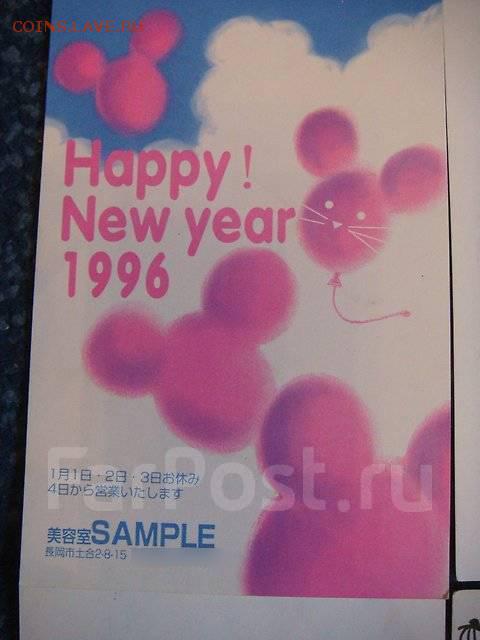 COINS.LAVE.RU
Happy!
New year
1996
1月1日・2日・3日お休み
4日から営業いたします
美容室SAMPLE
長岡市土合2-8-15
FarPost.ru